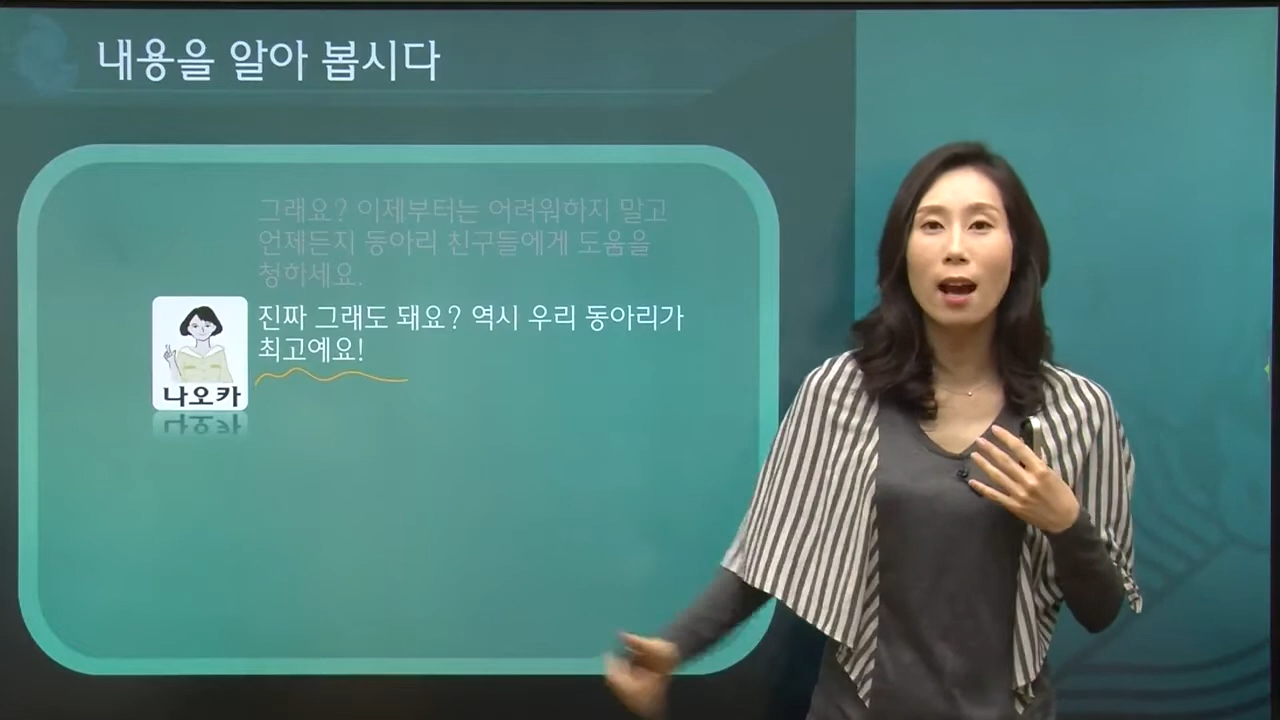 내용을 알아 봅시다
그래요? 이제부터는 어려워하지 말고
언제든지 동아리 친구들에게 도움을
청하세요.
진짜 그래도 돼요? 역시 우리 동아리가
최고예요!
나오카